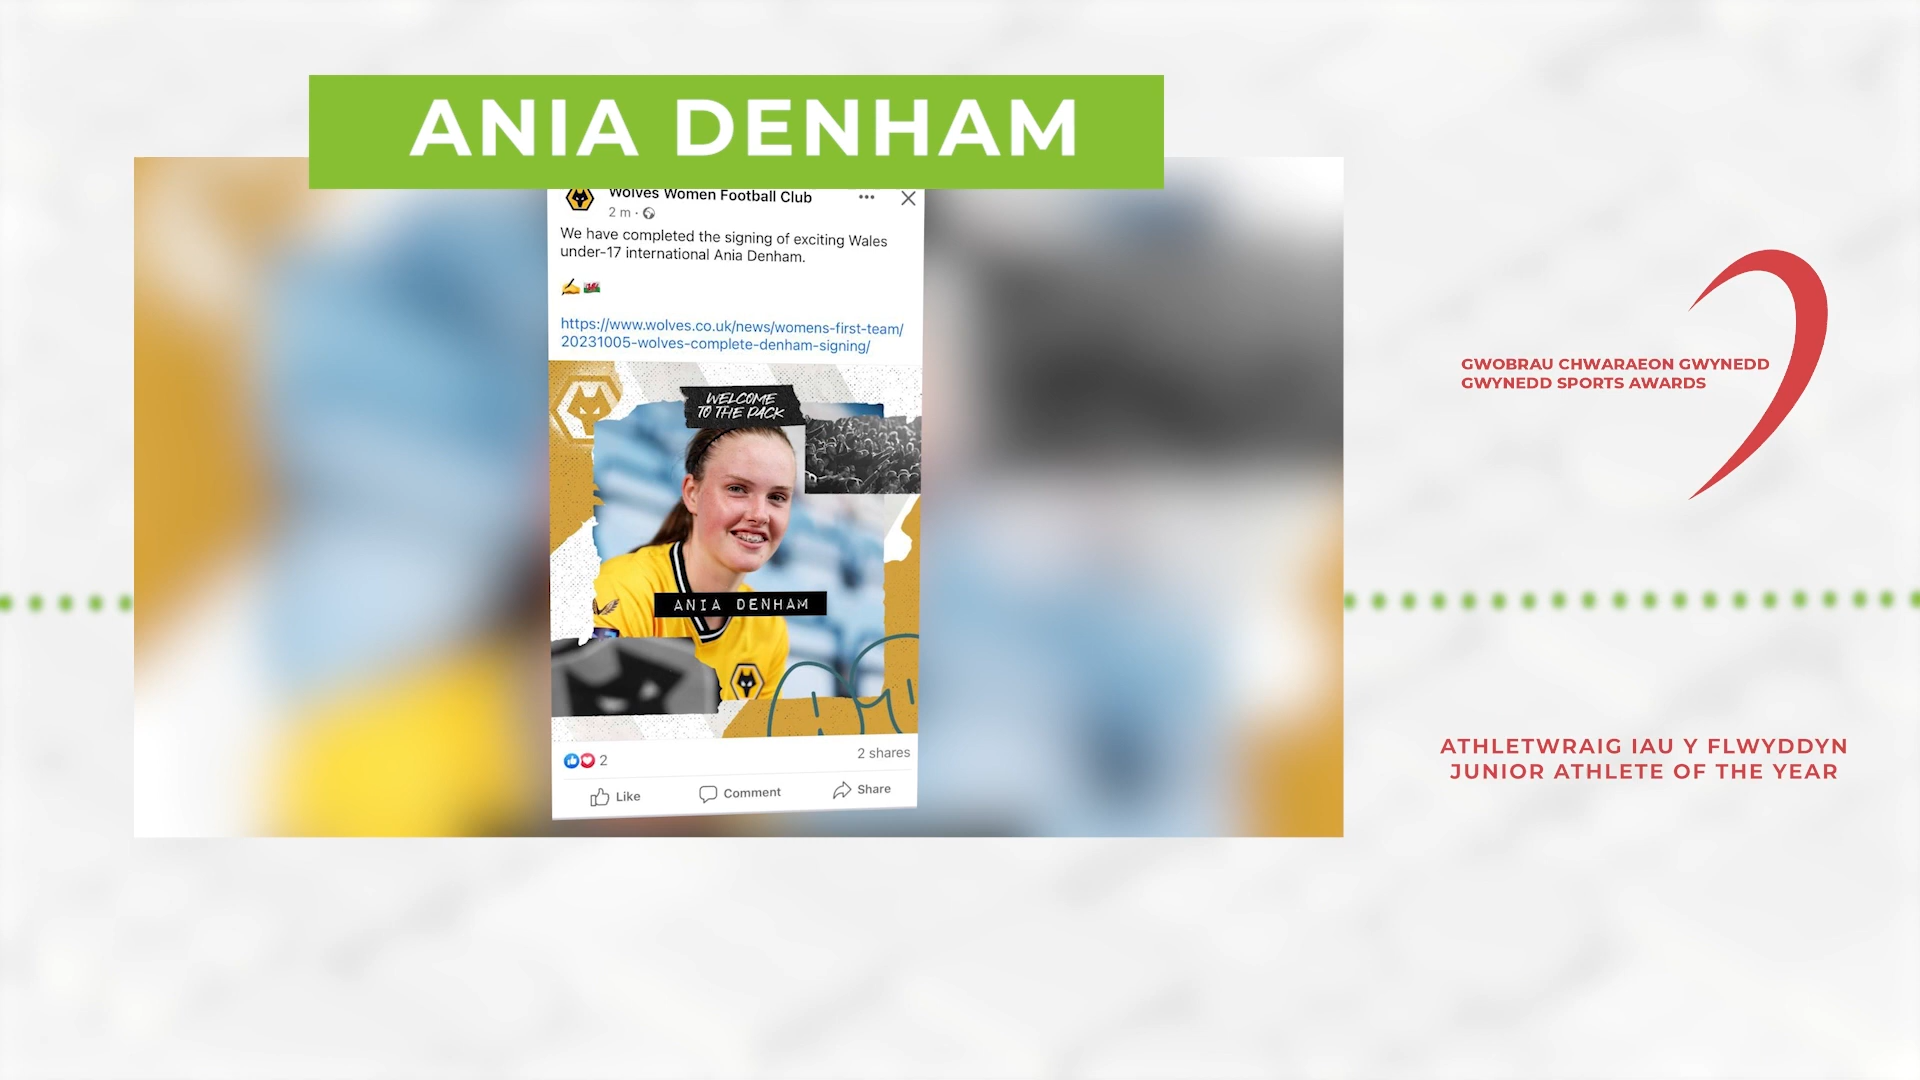 ANIA DENHAM
Wolves Women Football Club
2 m
We have completed the signing of exciting Wales
under-17 international Ania Denham.
https://www.wolves.co.uk/news/womens-first-team/
20231005-wolves-complete-denham-signing/
WELCOME
TO THE PACK
ANIA DENHAM
2
2 shares
Like
Comment
Share
GWOBRAU CHWARAEON GWYNEDD
GWYNEDD SPORTS AWARDS
ATHLETWRAIG IAU Y FLWYDDYN
JUNIOR ATHLETE OF THE YEAR